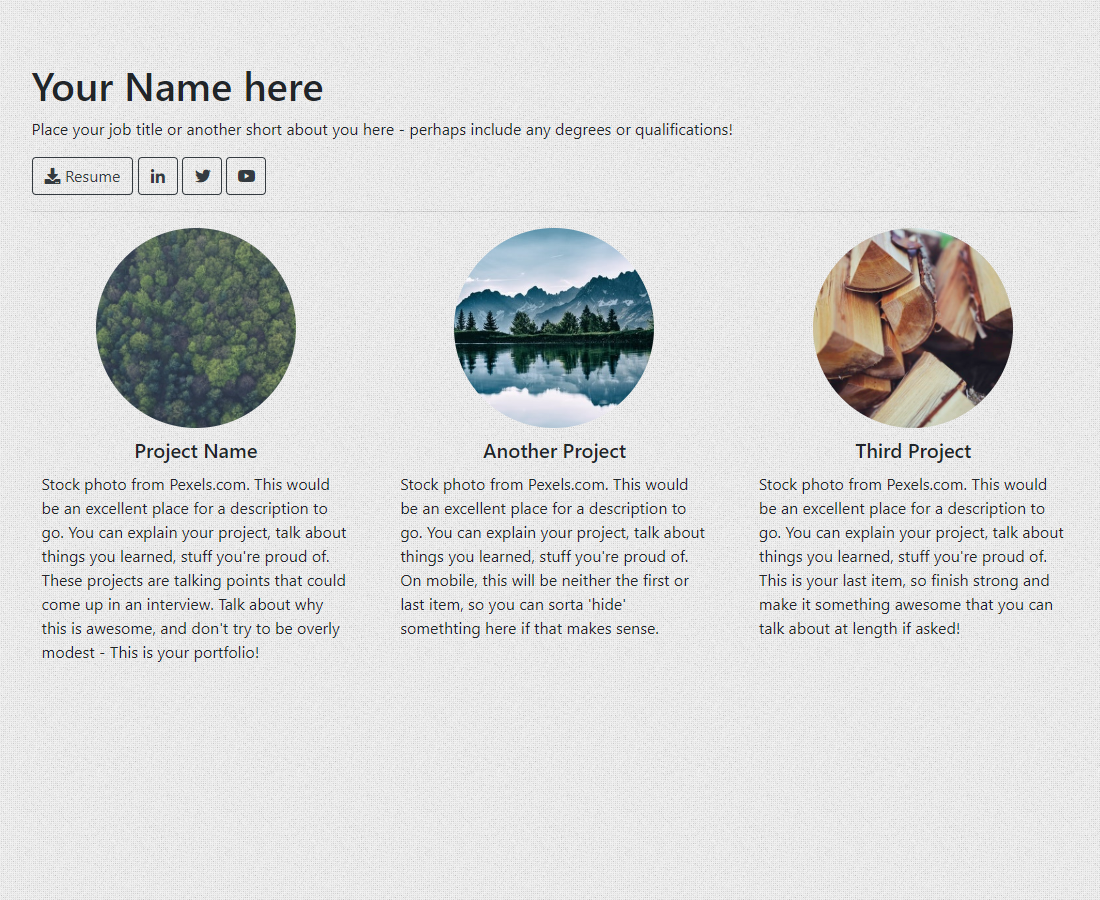 Your Name here
Place your job title or another short about you here - perhaps include any degrees or qualifications!
Resume
Project Name
Stock photo from Pexels.com. This would
be an excellent place for a description to
go. You can explain your project, talk about
things you learned, stuff you're proud of.
These projects are talking points that could
come up in an interview. Talk about why
this is awesome, and don't try to be overly
modest - This is your portfolio!
Another Project
Stock photo from Pexels.com. This would
be an excellent place for a description to
go. You can explain your project, talk about
things you learned, stuff you're proud of.
On mobile, this will be neither the first or
last item, so you can sorta 'hide'
somethting here if that makes sense.
Third Project
Stock photo from Pexels.com. This would
be an excellent place for a description to
go. You can explain your project, talk about
things you learned, stuff you're proud of.
This is your last item, so finish strong and
make it something awesome that you can
talk about at length if asked!